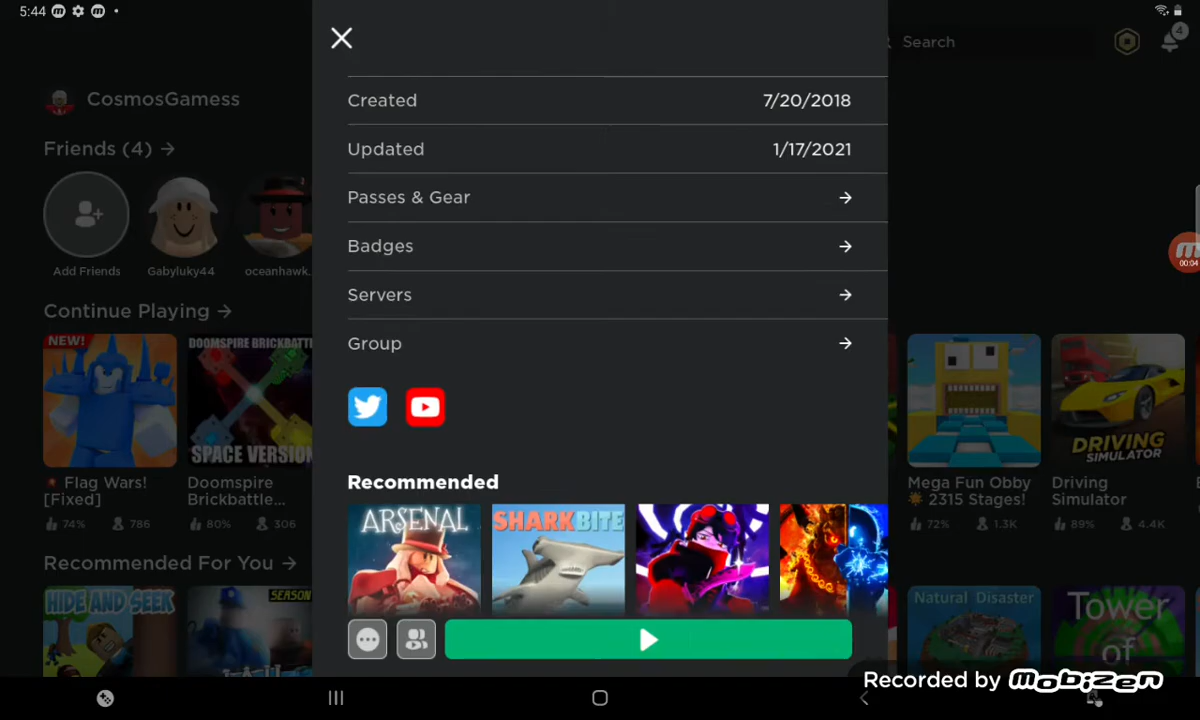 5:44
Search
4
CosmosGamess
Friends (4) →
Add Friends
Gabyluky44
oceanhawk.
Continue Playing →
NEW!
DOOMSPIRE BRICKBATTLE
SPACE VERSION
DRIVING
SIMULATOR
Flag Wars!
[Fixed]
Doomspire
Brickbattle...
Mega Fun Obby
2315 Stages!
Driving
Simulator
74% 786
80% 306
72% 1.3K
89% 4.4K
Recommended For You →
HIDE AND SEEK
SEASON
Natural Disaster
Tower
of
Created 7/20/2018
Updated 1/17/2021
Passes & Gear →
Badges →
Servers →
Group →
Recommended
ARSENAL
SHARKBITE
00:04
Recorded by mobizen